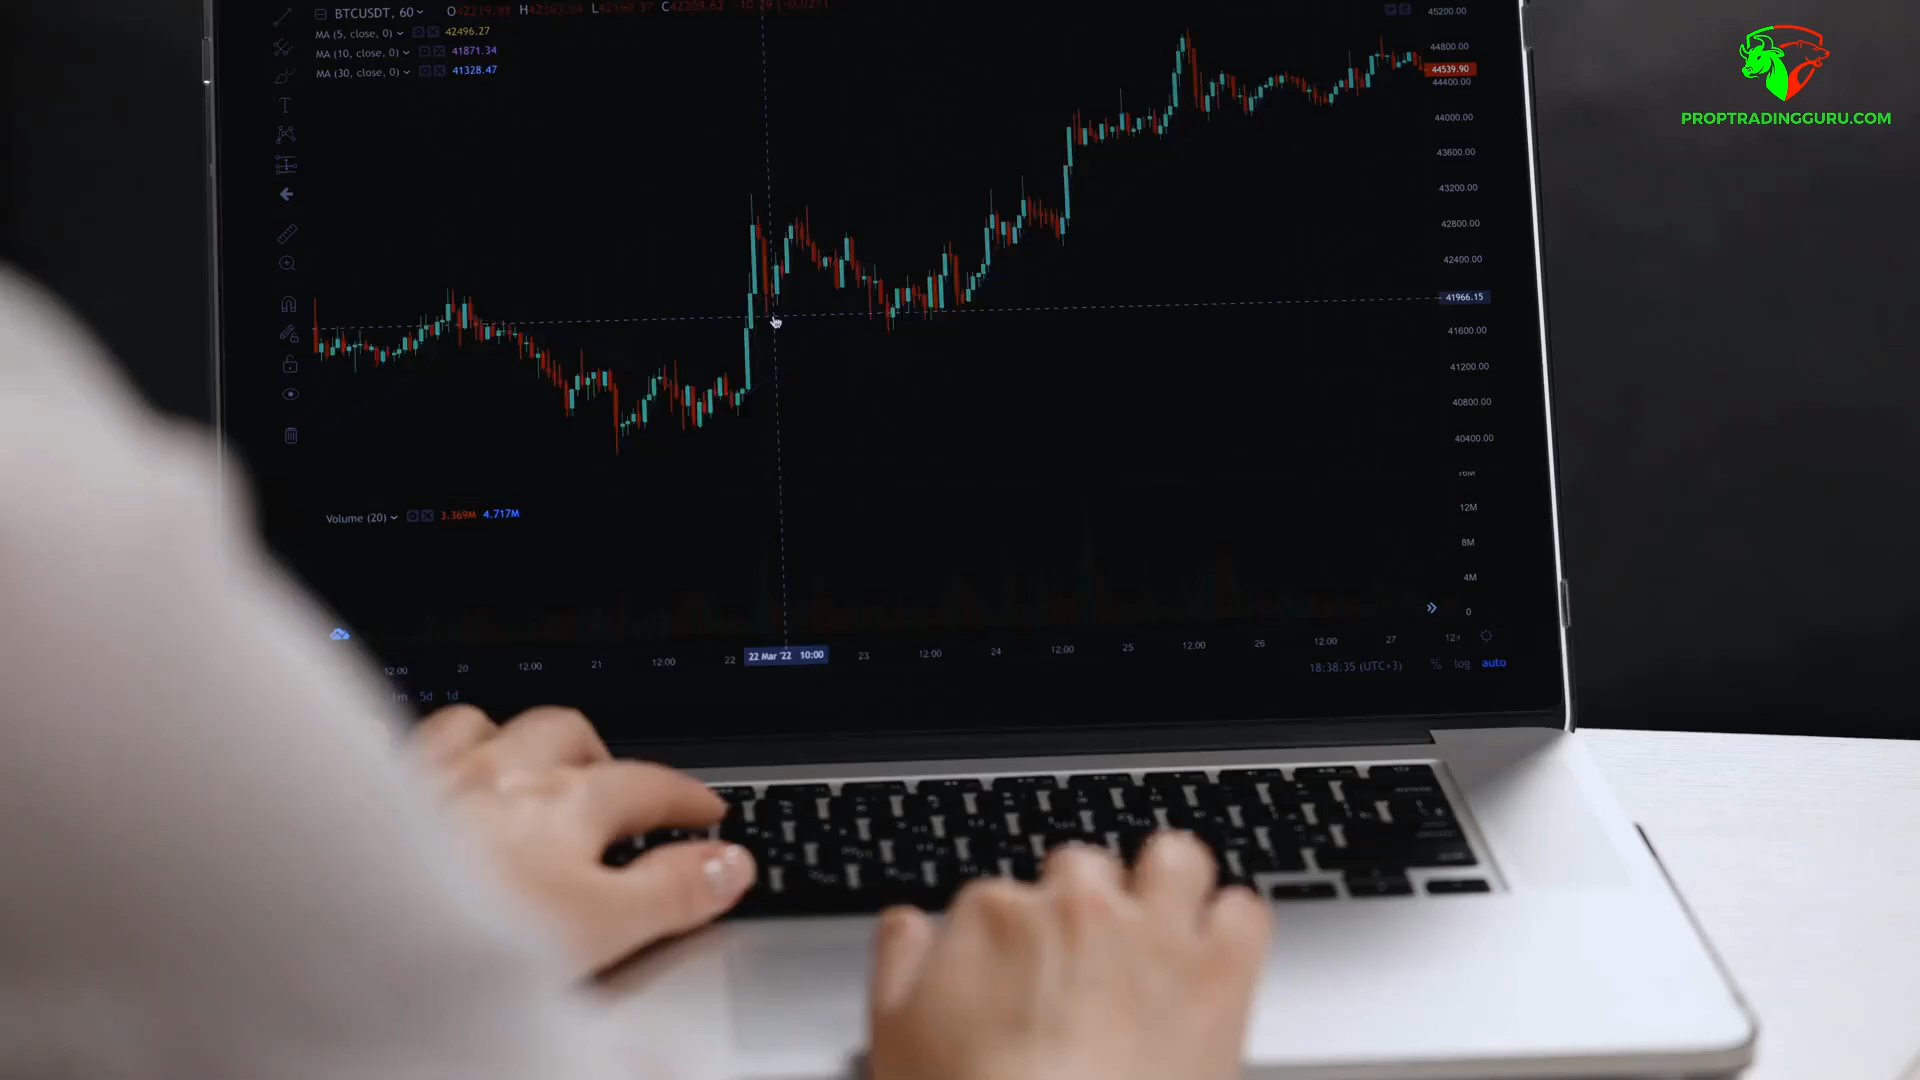 BTCUSDT, 60
MA (5, close, 0) 42496.27
MA (10, close, 0) 41871.34
MA (30, close, 0) 41328.47
T
45200.00
44800.00
44539.90
44400.00
44000.00
43600.00
43200.00
42800.00
42400.00
41966.15
41600.00
41200.00
40800.00
40400.00
16M
12M
8M
4M
0
Volume (20) 3.369M 4.717M
12:00 20 12:00 21 12:00 22 22 Mar '22 10:00 23 12:00 24 12:00 25 12:00 26 12:00 27
18:38:35 (UTC+3) % log auto
1m 5d 1d
PROPTRADINGGURU.COM